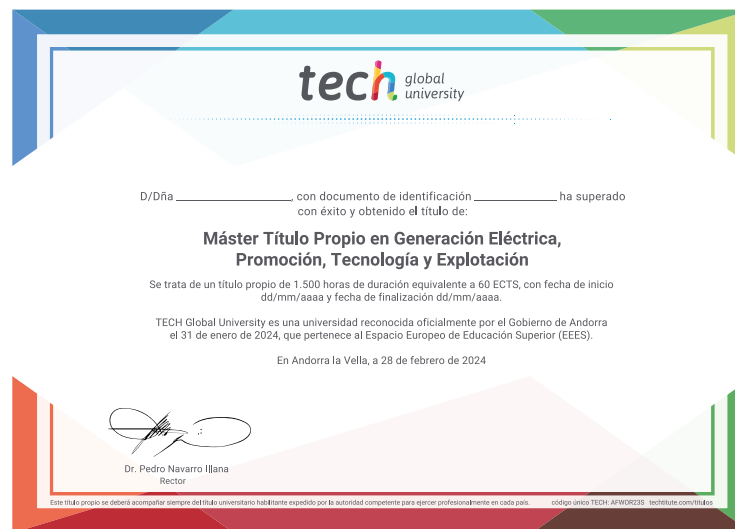 tech global
university
D/Dña ____________, con documento de identificación ____________ ha superado
con éxito y obtenido el título de:
Máster Título Propio en Generación Eléctrica,
Promoción, Tecnología y Explotación
Se trata de un título propio de 1.500 horas de duración equivalente a 60 ECTS, con fecha de inicio
dd/mm/aaaa y fecha de finalización dd/mm/aaaa.
TECH Global University es una universidad reconocida oficialmente por el Gobierno de Andorra
el 31 de enero de 2024, que pertenece al Espacio Europeo de Educación Superior (EEES).
En Andorra la Vella, a 28 de febrero de 2024
Dr. Pedro Navarro Illana
Rector
Este título propio se deberá acompañar siempre del título universitario habilitante expedido por la autoridad competente para ejercer profesionalmente en cada país. código único TECH: AFWOR23S techtitute.com/títulos